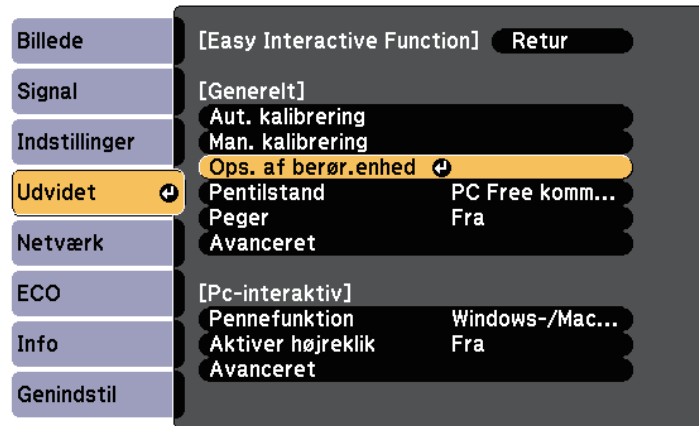 Billede
Signal
Indstillinger
Udvidet
Netværk
ECO
Info
Genindstil
[Easy Interactive Function] Retur
[Generelt]
Aut. kalibrering
Man. kalibrering
Ops. af berør.enhed
Pentilstand PC Free komm...
Peger Fra
Avanceret
[Pc-interaktiv]
Pennefunktion Windows-/Mac...
Aktiver højreklik Fra
Avanceret